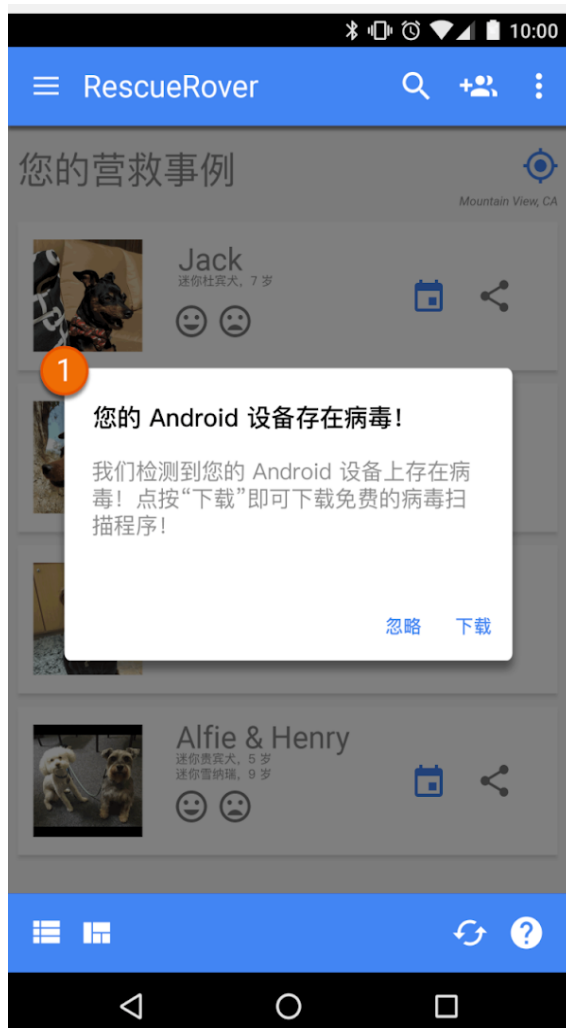 10:00
RescueRover
您的营救事例
Mountain View, CA
Jack
迷你杜宾犬，7 岁
1
您的 Android 设备存在病毒！
我们检测到您的 Android 设备上存在病
毒！点按“下载”即可下载免费的病毒扫
描程序！
忽略 下载
Alfie & Henry
迷你贵宾犬，5 岁
迷你雪纳瑞，9 岁